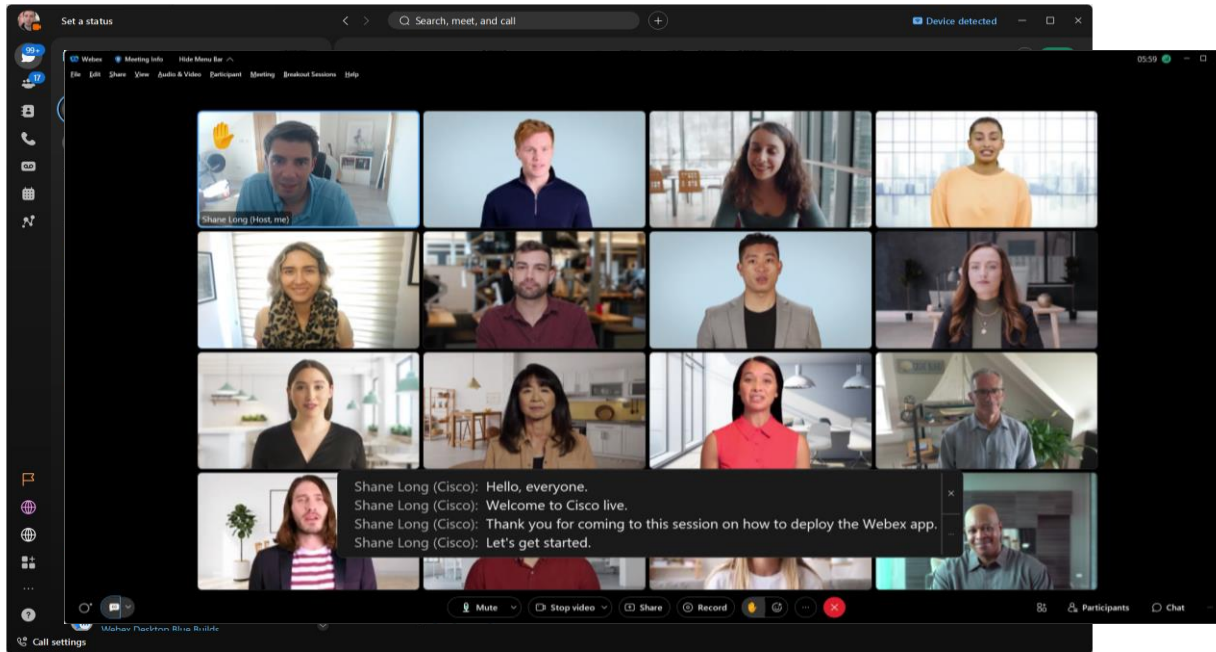 Set a status
Search, meet, and call
Device detected
99+
17
Webex Meeting Info Hide Menu Bar
05:59
File Edit Share View Audio & Video Participant Meeting Breakout Sessions Help
Shane Long (Host, me)
Shane Long (Cisco): Hello, everyone.
Shane Long (Cisco): Welcome to Cisco live.
Shane Long (Cisco): Thank you for coming to this session on how to deploy the Webex app.
Shane Long (Cisco): Let's get started.
Mute Stop video Share Record Participants Chat
Webex Desktop Blue Builds
Call settings